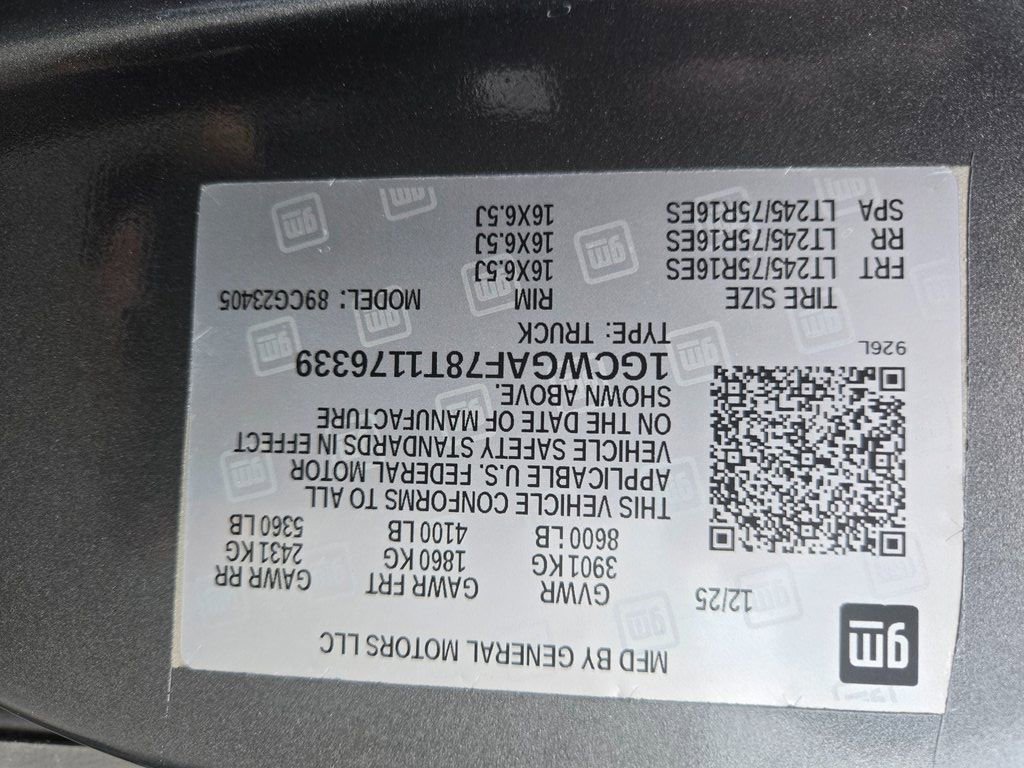 gm
MFD BY GENERAL MOTORS LLC
12/25
GVWR GAWR FRT GAWR RR
3901 KG 1860 KG 2431 KG
8600 LB 4100 LB 5360 LB
THIS VEHICLE CONFORMS TO ALL
APPLICABLE U.S. FEDERAL MOTOR
VEHICLE SAFETY STANDARDS IN EFFECT
ON THE DATE OF MANUFACTURE
SHOWN ABOVE.
1GCWGAF78T1176339
926L
TYPE: TRUCK
TIRE SIZE RIM MODEL: 89CG23405
FRT LT245/75R16ES 16X6.5J
RR LT245/75R16ES 16X6.5J
SPA LT245/75R16ES 16X6.5J